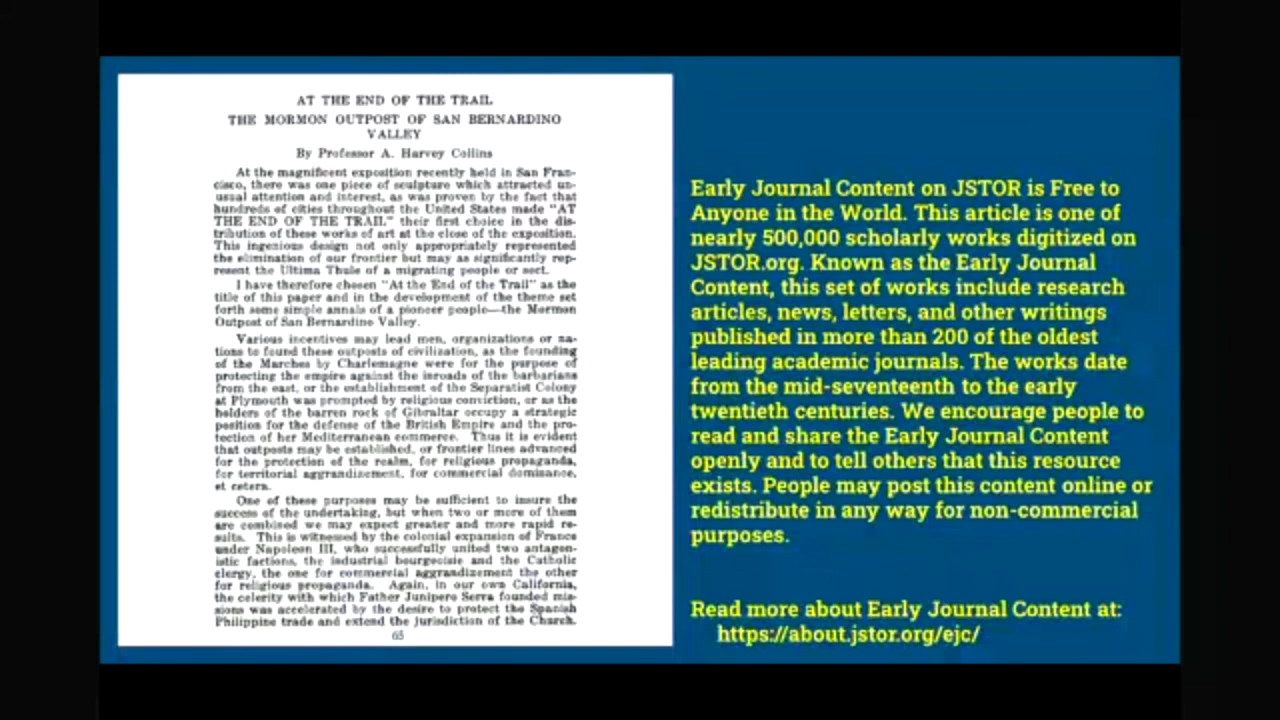 AT THE END OF THE TRAIL
THE MORMON OUTPOST OF SAN BERNARDINO
VALLEY
By Professor A. Harvey Collins
At the magnificent exposition recently held in San Fran-
cisco, there was one piece of sculpture which attracted un-
usual attention and interest, as was proven by the fact that
hundreds of cities throughout the United States made "AT
THE END OF THE TRAIL" their first choice in the dis-
tribution of these works of art at the close of the exposition.
This ingenious design not only appropriately represented
the elimination of our frontier but may as significantly rep-
resent the Ultima Thule of a migrating people or sect.
I have therefore chosen "At the End of the Trail" as the
title of this paper and in the development of the theme set
forth some simple annals of a pioneer people—the Mormon
Outpost of San Bernardino Valley.
Various incentives may lead men, organizations or na-
tions to found these outposts of civilization, as the founding
of the Marches by Charlemagne were for the purpose of
protecting the empire against the inroads of the barbarians
from the east, or the establishment of the Separatist Colony
at Plymouth was prompted by religious conviction, or as the
holders of the barren rock of Gibraltar occupy a strategic
position for the defense of the British Empire and the pro-
tection of her Mediterranean commerce. Thus it is evident
that outposts may be established, or frontier lines advanced
for the protection of the realm, for religious propaganda,
for territorial aggrandizement, for commercial dominance,
et cetera.
One of these purposes may be sufficient to insure the
success of the undertaking, but when two or more of them
are combined we may expect greater and more rapid re-
sults. This is witnessed by the colonial expansion of France
under Napoleon III, who successfully united two antagon-
istic factions, the industrial bourgeoisie and the Catholic
clergy, the one for commercial aggrandizement the other
for religious propaganda. Again, in our own California,
the celerity with which Father Junipero Serra founded mis-
sions was accelerated by the desire to protect the Spanish
Philippine trade and extend the jurisdiction of the Church.
65
Early Journal Content on JSTOR is Free to
Anyone in the World. This article is one of
nearly 500,000 scholarly works digitized on
JSTOR.org. Known as the Early Journal
Content, this set of works include research
articles, news, letters, and other writings
published in more than 200 of the oldest
leading academic journals. The works date
from the mid-seventeenth to the early
twentieth centuries. We encourage people to
read and share the Early Journal Content
openly and to tell others that this resource
exists. People may post this content online or
redistribute in any way for non-commercial
purposes.
Read more about Early Journal Content at:
https://about.jstor.org/ejc/